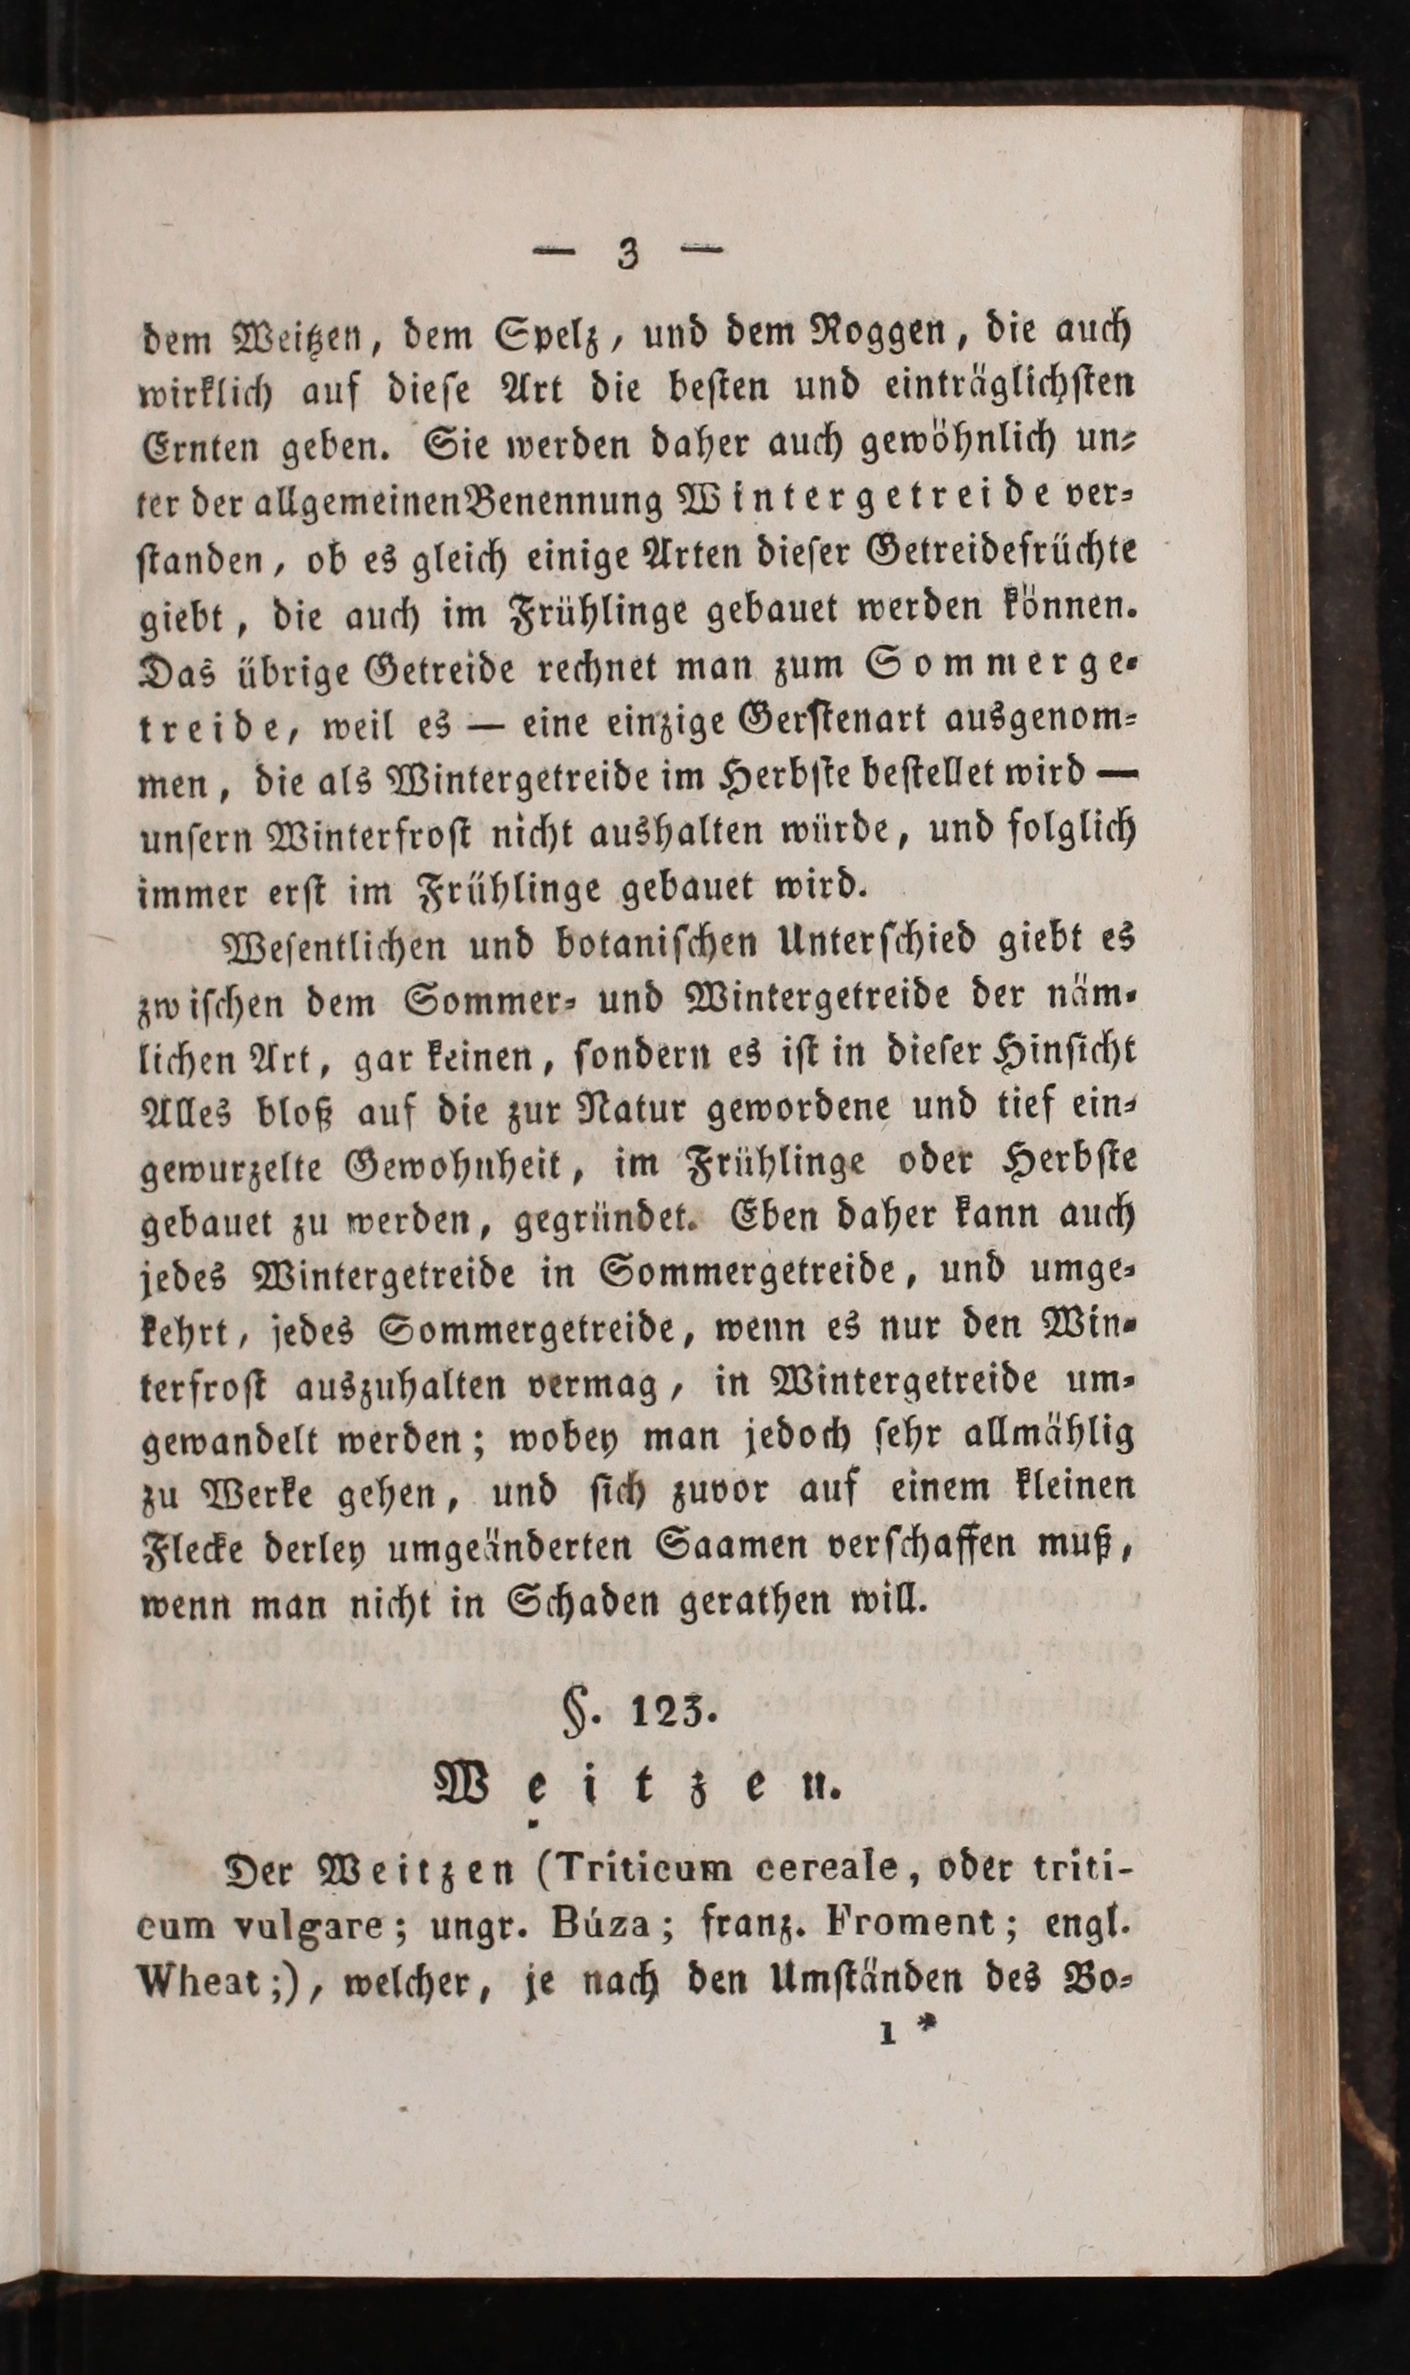 — 3 —
dem Weitzen, dem Spelz, und dem Roggen, die auch
wirklich auf dieſe Art die beſten und einträglichſten
Ernten geben. Sie werden daher auch gewöhnlich un⸗
ter der allgemeinen Benennung Wintergetreide ver⸗
ſtanden, ob es gleich einige Arten dieſer Getreidefrüchte
giebt, die auch im Frühlinge gebauet werden können.
Das übrige Getreide rechnet man zum Sommerge⸗
treide, weil es — eine einzige Gerſtenart ausgenom⸗
men, die als Wintergetreide im Herbſte beſtellet wird —
unſern Winterfroſt nicht aushalten würde, und folglich
immer erſt im Frühlinge gebauet wird.
Weſentlichen und botaniſchen Unterſchied giebt es
zwiſchen dem Sommer⸗ und Wintergetreide der näm⸗
lichen Art, gar keinen, ſondern es iſt in dieſer Hinſicht
Alles bloß auf die zur Natur gewordene und tief ein⸗
gewurzelte Gewohnheit, im Frühlinge oder Herbſte
gebauet zu werden, gegründet. Eben daher kann auch
jedes Wintergetreide in Sommergetreide, und umge⸗
kehrt, jedes Sommergetreide, wenn es nur den Win⸗
terfroſt auszuhalten vermag, in Wintergetreide um⸗
gewandelt werden; wobey man jedoch ſehr allmählig
zu Werke gehen, und ſich zuvor auf einem kleinen
Flecke derley umgeänderten Saamen verſchaffen muß,
wenn man nicht in Schaden gerathen will.
§. 123.
Weitzen.
Der Weitzen (Triticum cereale, oder triti-
cum vulgare; ungr. Búza; franz. Froment; engl.
Wheat;), welcher, je nach den Umſtänden des Bo⸗
1 *